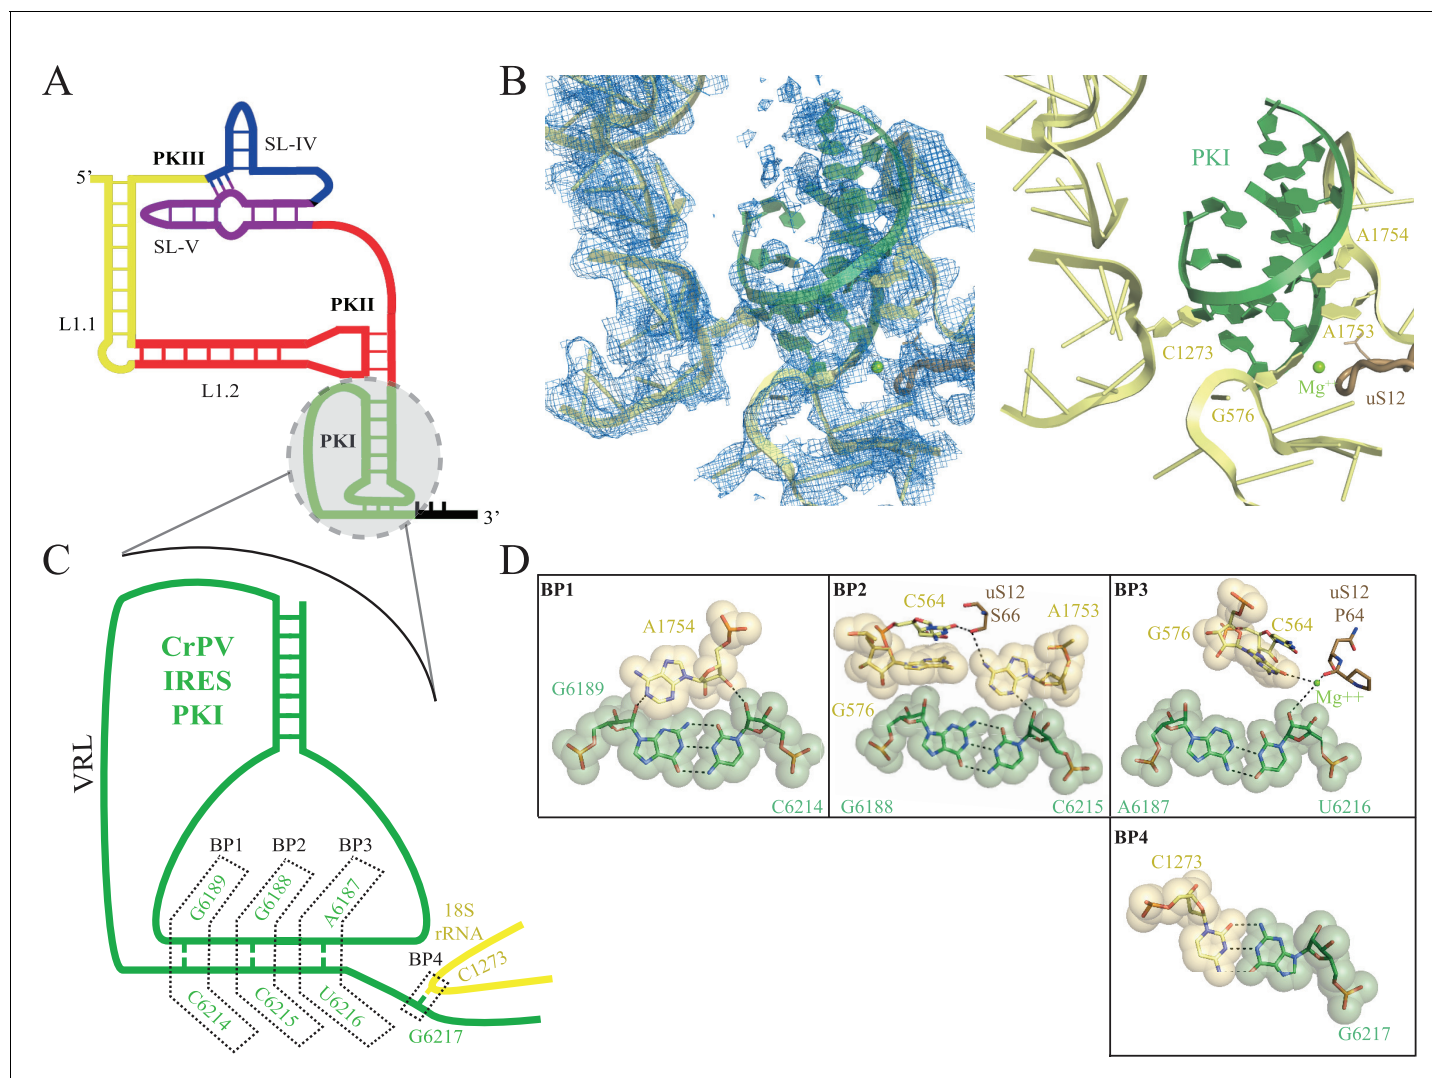 A
SL-IV
PKIII
5’
SL-V
L1.1
PKII
L1.2
PKI
3’
B
PKI
A1754
C1273
A1753
Mg++
G576
uS12
C
CrPV
IRES
PKI
VRL
BP1
BP2
BP3
G6189
G6188
A6187
18S
rRNA
BP4
C1273
C6214
C6215
U6216
G6217
D
BP1
A1754
G6189
C6214
BP2
C564
uS12
S66
A1753
G576
G6188
C6215
BP3
uS12
P64
C564
G576
Mg++
A6187
U6216
BP4
C1273
G6217